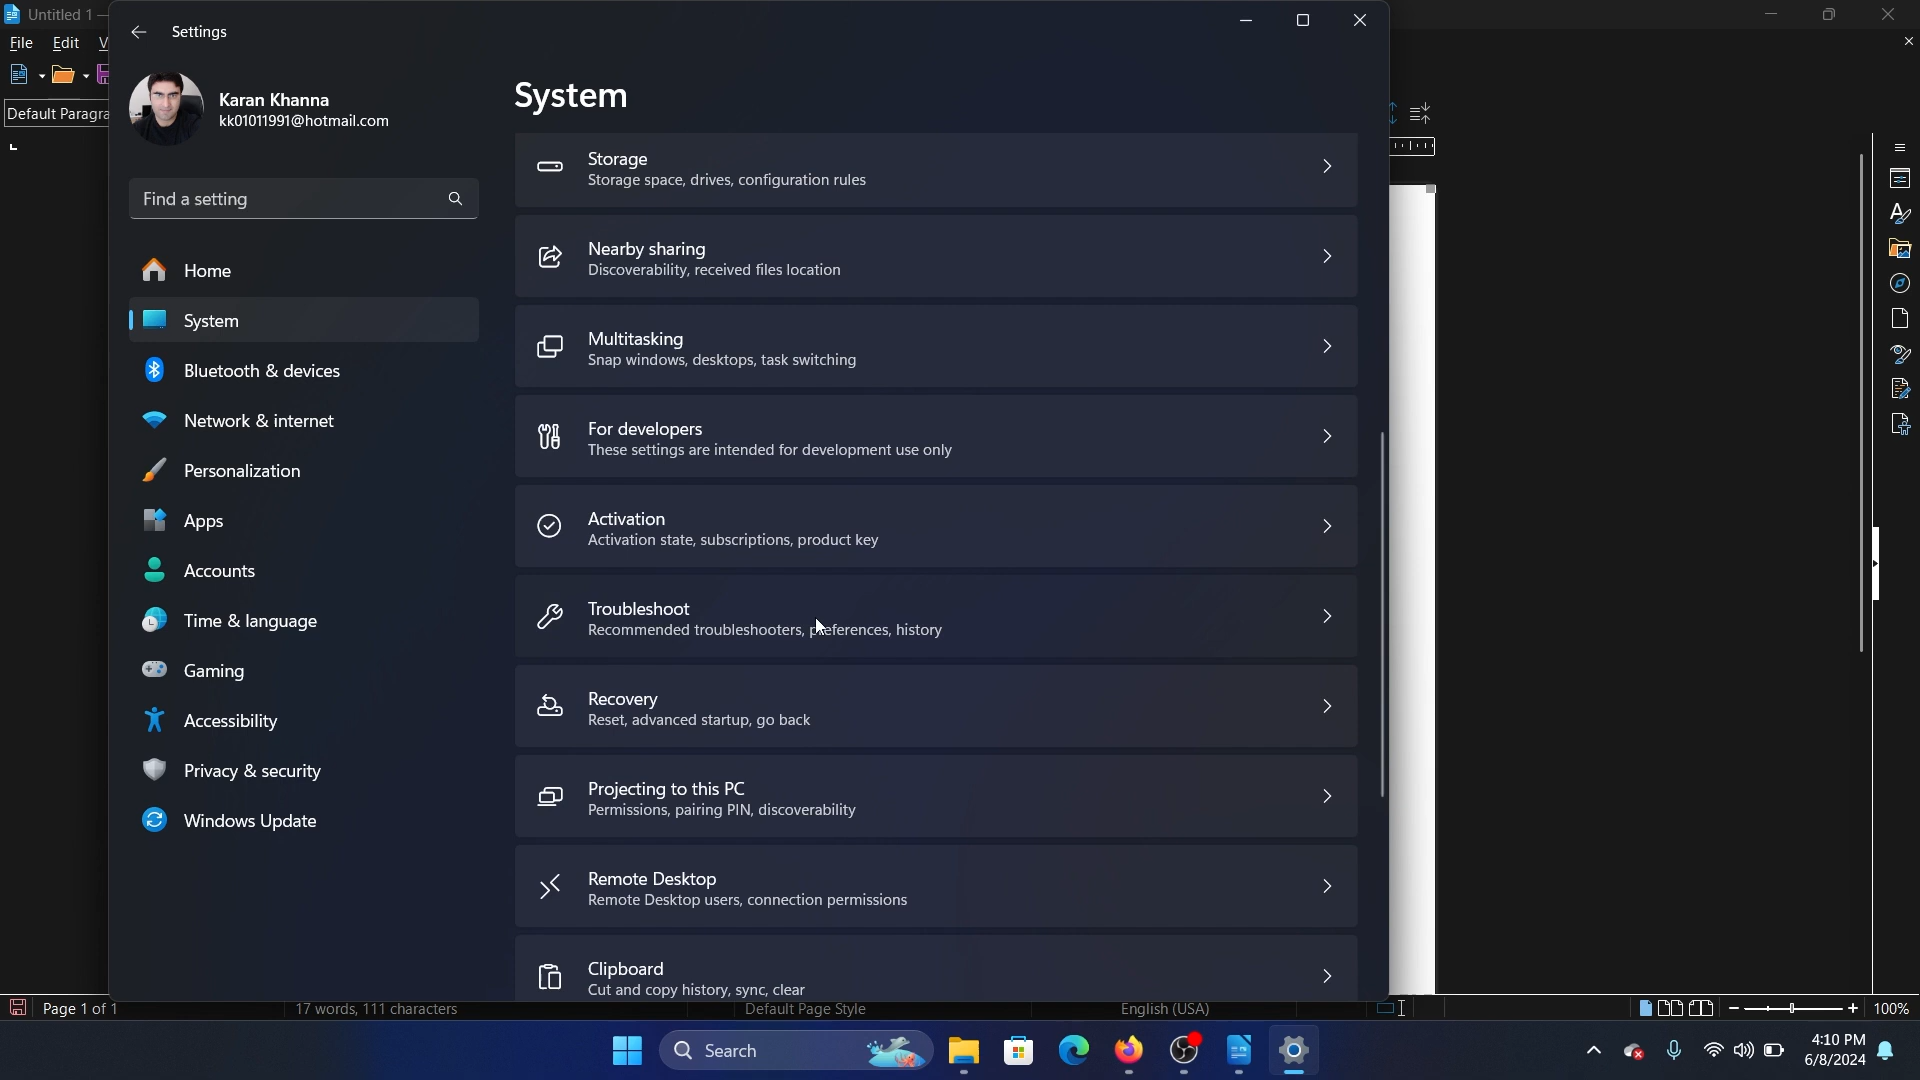 Untitled 1 —
File Edit V
Default Paragra
Settings
Karan Khanna
kk01011991@hotmail.com
Find a setting
Home
System
Bluetooth & devices
Network & internet
Personalization
Apps
Accounts
Time & language
Gaming
Accessibility
Privacy & security
Windows Update
System
Storage
Storage space, drives, configuration rules
Nearby sharing
Discoverability, received files location
Multitasking
Snap windows, desktops, task switching
For developers
These settings are intended for development use only
Activation
Activation state, subscriptions, product key
Troubleshoot
Recommended troubleshooters, preferences, history
Recovery
Reset, advanced startup, go back
Projecting to this PC
Permissions, pairing PIN, discoverability
Remote Desktop
Remote Desktop users, connection permissions
Clipboard
Cut and copy history, sync, clear
Page 1 of 1 17 words, 111 characters Default Page Style English (USA) 100%
Search
4:10 PM
6/8/2024